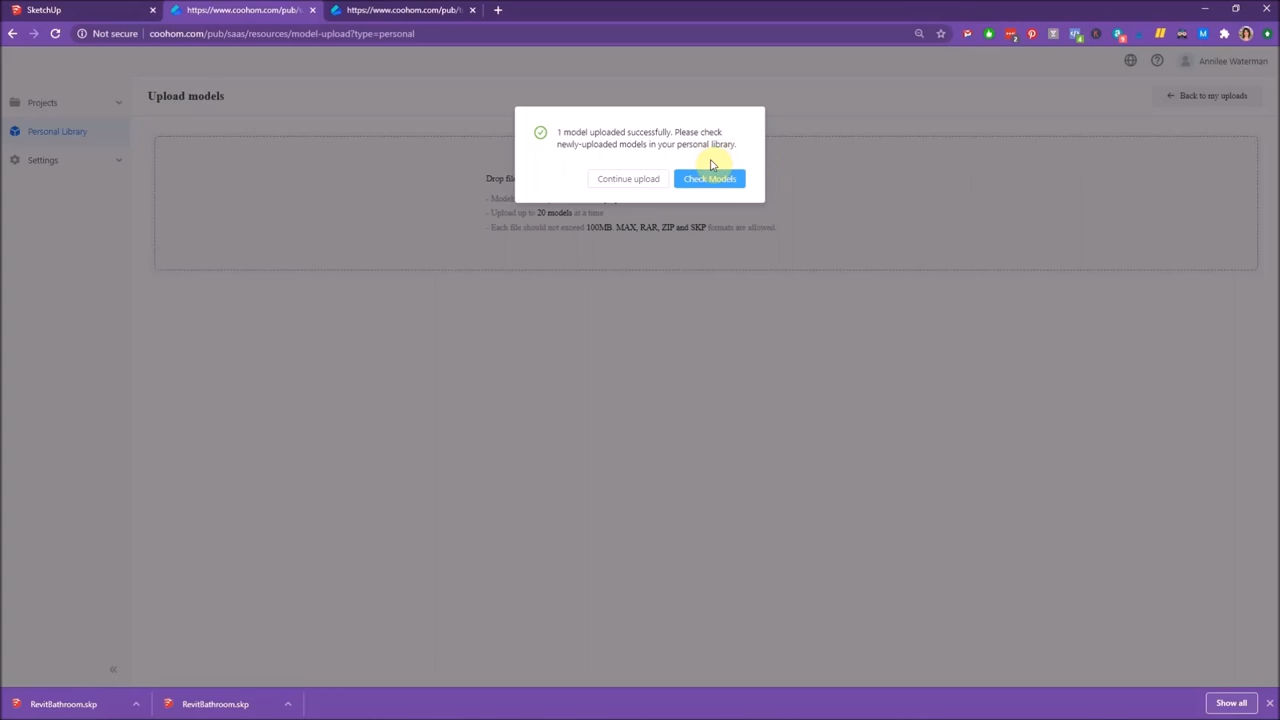 SketchUp
https://www.coohom.com/pub/
https://www.coohom.com/pub/
Not secure
coohom.com/pub/saas/resources/model-upload?type=personal
Annilee Waterman
Projects
Upload models
Back to my uploads
Personal Library
1 model uploaded successfully. Please check
newly-uploaded models in your personal library.
Settings
Drop file
Continue upload
Check Models
- Model
- Upload up to 20 models at a time
- Each file should not exceed 100MB. MAX, RAR, ZIP and SKP formats are allowed.
RevitBathroom.skp
RevitBathroom.skp
Show all